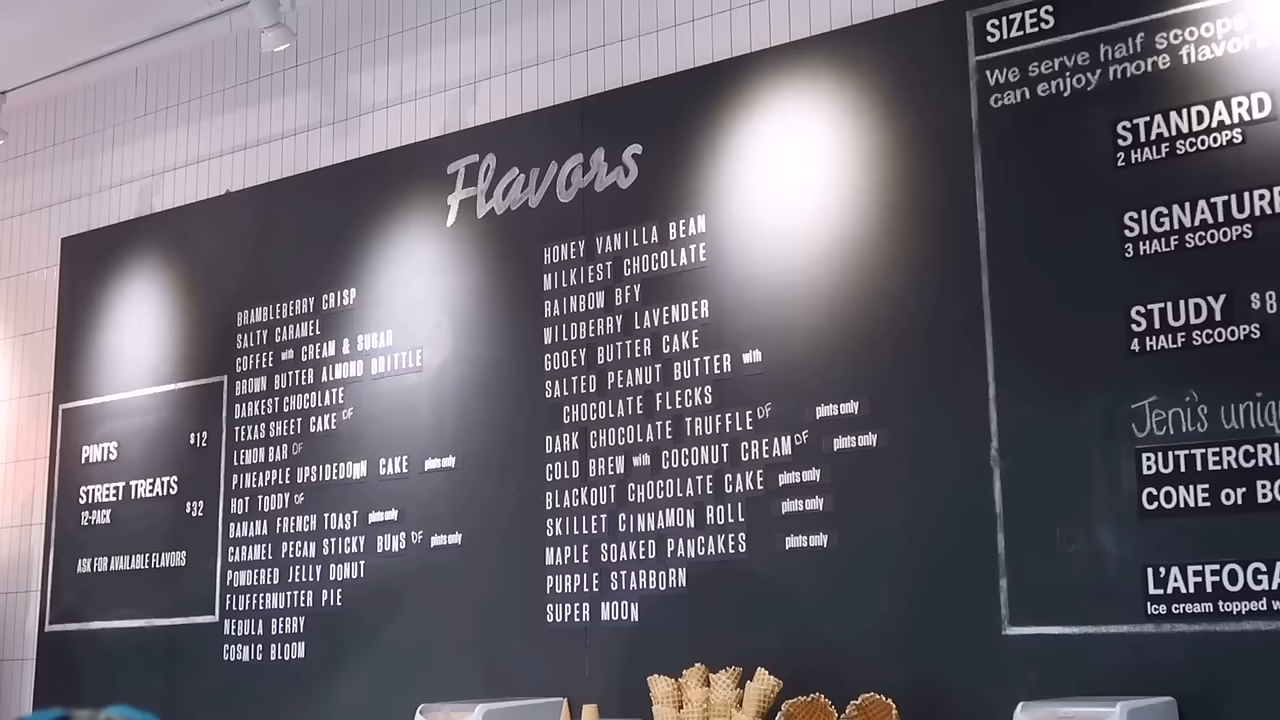 Flavors
PINTS $12
STREET TREATS
12-PACK $32
ASK FOR AVAILABLE FLAVORS
BRAMBLEBERRY CRISP
SALTY CARAMEL
COFFEE with CREAM & SUGAR
BROWN BUTTER ALMOND BRITTLE
DARKEST CHOCOLATE
TEXAS SHEET CAKE DF
LEMON BAR DF
PINEAPPLE UPSIDEDOWN CAKE pints only
HOT TODDY DF
BANANA FRENCH TOAST pints only
CARAMEL PECAN STICKY BUNS DF pints only
POWDERED JELLY DONUT
FLUFFERNUTTER PIE
NEBULA BERRY
COSMIC BLOOM
HONEY VANILLA BEAN
MILKIEST CHOCOLATE
RAINBOW BFY
WILDBERRY LAVENDER
GOOEY BUTTER CAKE
SALTED PEANUT BUTTER with
CHOCOLATE FLECKS
DARK CHOCOLATE TRUFFLE DF pints only
COLD BREW with COCONUT CREAM DF pints only
BLACKOUT CHOCOLATE CAKE pints only
SKILLET CINNAMON ROLL pints only
MAPLE SOAKED PANCAKES pints only
PURPLE STARBORN
SUPER MOON
SIZES
We serve half scoops
can enjoy more flavor
STANDARD
2 HALF SCOOPS
SIGNATUR
3 HALF SCOOPS
STUDY $8
4 HALF SCOOPS
Jeni's uniq
BUTTERCRI
CONE or BO
L'AFFOGA
Ice cream topped w